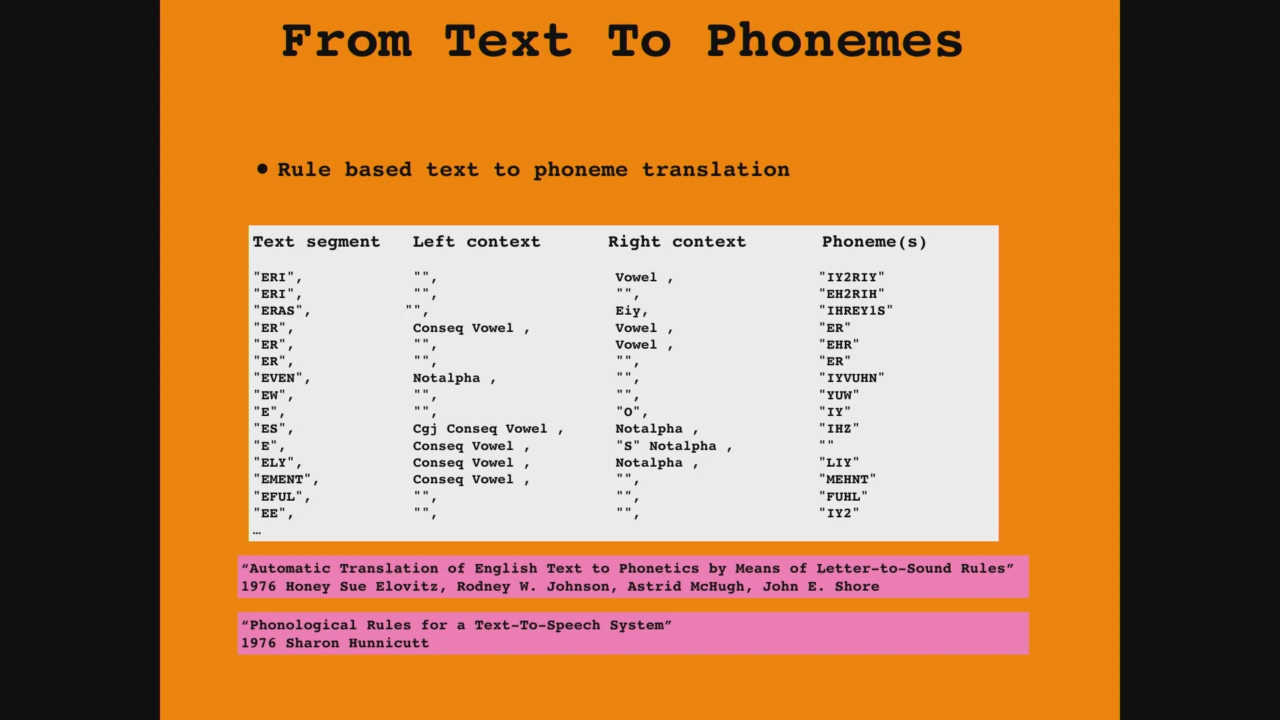 From Text To Phonemes
• Rule based text to phoneme translation
Text segment Left context Right context Phoneme(s)
"ERI", "", Vowel , "IY2RIY"
"ERI", "", "", "EH2RIH"
"ERAS", "", Eiy, "IHREY1S"
"ER", Conseq Vowel , Vowel , "ER"
"ER", "", Vowel , "EHR"
"ER", "", "", "ER"
"EVEN", Notalpha , "", "IYVUHN"
"EW", "", "", "YUW"
"E", "", "O", "IY"
"ES", Cgj Conseq Vowel , Notalpha , "IHZ"
"E", Conseq Vowel , "S" Notalpha , ""
"ELY", Conseq Vowel , Notalpha , "LIY"
"EMENT", Conseq Vowel , "", "MEHNT"
"EFUL", "", "", "FUHL"
"EE", "", "", "IY2"
…
“Automatic Translation of English Text to Phonetics by Means of Letter-to-Sound Rules”
1976 Honey Sue Elovitz, Rodney W. Johnson, Astrid McHugh, John E. Shore
“Phonological Rules for a Text-To-Speech System”
1976 Sharon Hunnicutt